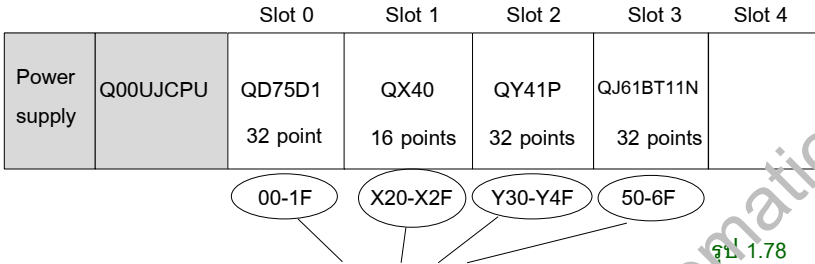 Slot 0 Slot 1 Slot 2 Slot 3 Slot 4
Power supply
Q00UJCPU
QD75D1
32 point
QX40
16 points
QY41P
32 points
QJ61BT11N
32 points
00-1F X20-X2F Y30-Y4F 50-6F
รูป 1.78